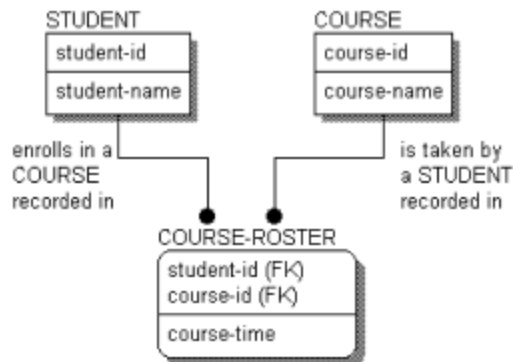 STUDENT
student-id
student-name
COURSE
course-id
course-name
enrolls in a
COURSE
recorded in
is taken by
a STUDENT
recorded in
COURSE-ROSTER
student-id (FK)
course-id (FK)
course-time